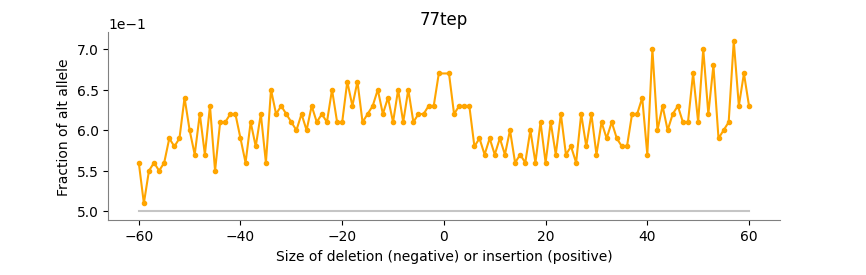 77tep
1e−1
7.0
6.5
6.0
5.5
5.0
Fraction of alt allele
−60 −40 −20 0 20 40 60
Size of deletion (negative) or insertion (positive)